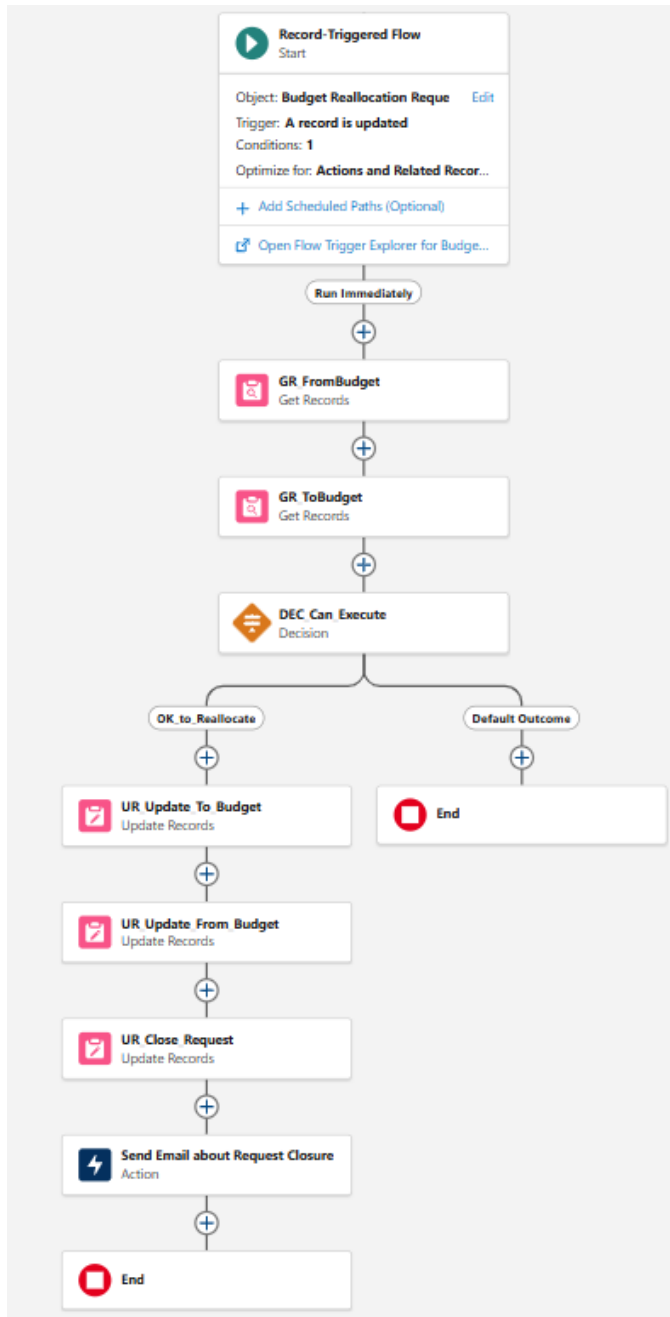 Record-Triggered Flow
Start
Object: Budget Reallocation Reque Edit
Trigger: A record is updated
Conditions: 1
Optimize for: Actions and Related Recor...
+ Add Scheduled Paths (Optional)
Open Flow Trigger Explorer for Budge...
Run Immediately
GR_FromBudget
Get Records
GR_ToBudget
Get Records
DEC_Can_Execute
Decision
OK_to_Reallocate
Default Outcome
UR_Update_To_Budget
Update Records
End
UR_Update_From_Budget
Update Records
UR_Close_Request
Update Records
Send Email about Request Closure
Action
End